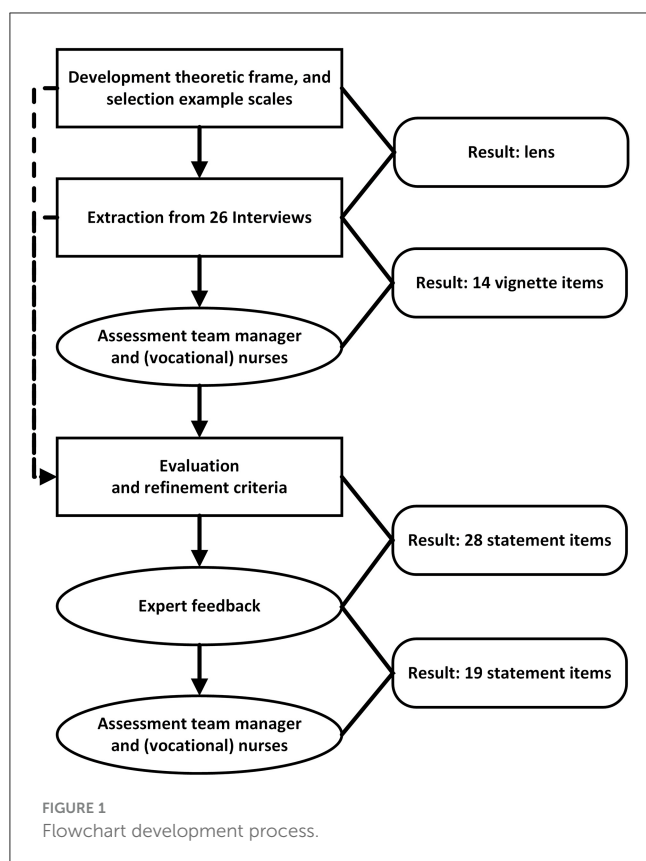 Development theoretic frame, and
selection example scales
Result: lens
Extraction from 26 Interviews
Result: 14 vignette items
Assessment team manager
and (vocational) nurses
Evaluation
and refinement criteria
Result: 28 statement items
Expert feedback
Result: 19 statement items
Assessment team manager
and (vocational) nurses
FIGURE 1
Flowchart development process.